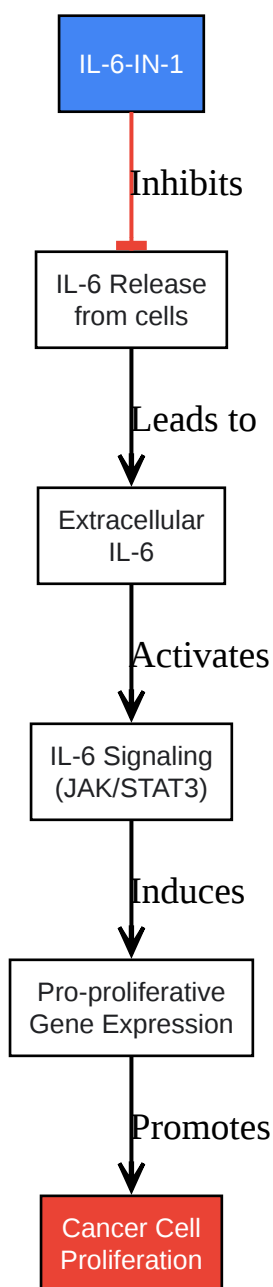 IL-6-IN-1
Inhibits
IL-6 Release
from cells
Leads to
Extracellular
IL-6
Activates
IL-6 Signaling
(JAK/STAT3)
Induces
Pro-proliferative
Gene Expression
Promotes
Cancer Cell
Proliferation